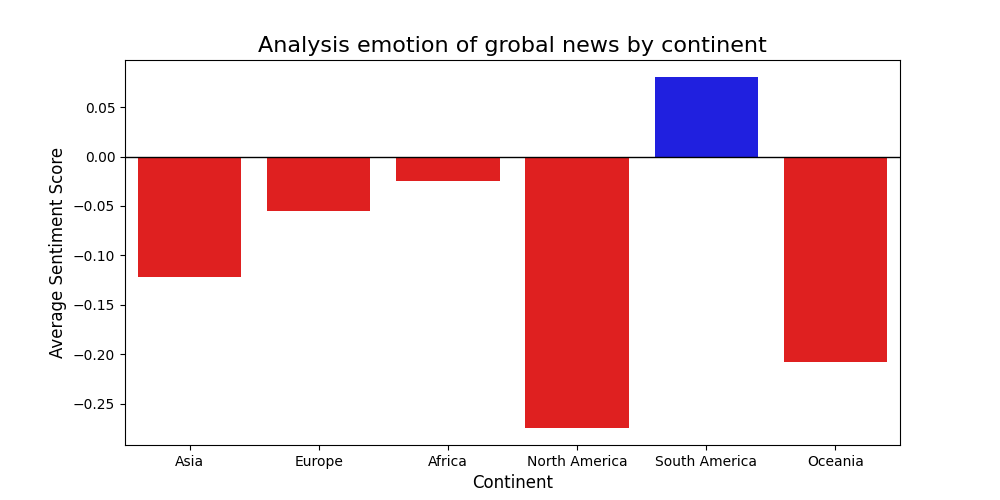 Analysis emotion of grobal news by continent
Average Sentiment Score
0.05
0.00
−0.05
−0.10
−0.15
−0.20
−0.25
Asia Europe Africa North America South America Oceania
Continent